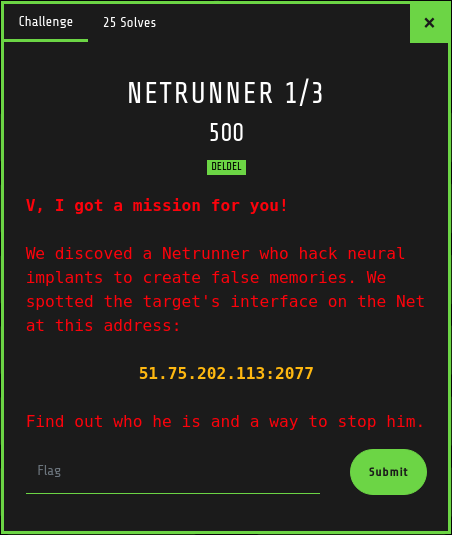 Challenge
25 Solves
×
NETRUNNER 1/3
500
DELDEL
V, I got a mission for you!
We discoved a Netrunner who hack neural
implants to create false memories. We
spotted the target's interface on the Net
at this address:
51.75.202.113:2077
Find out who he is and a way to stop him.
Flag
Submit